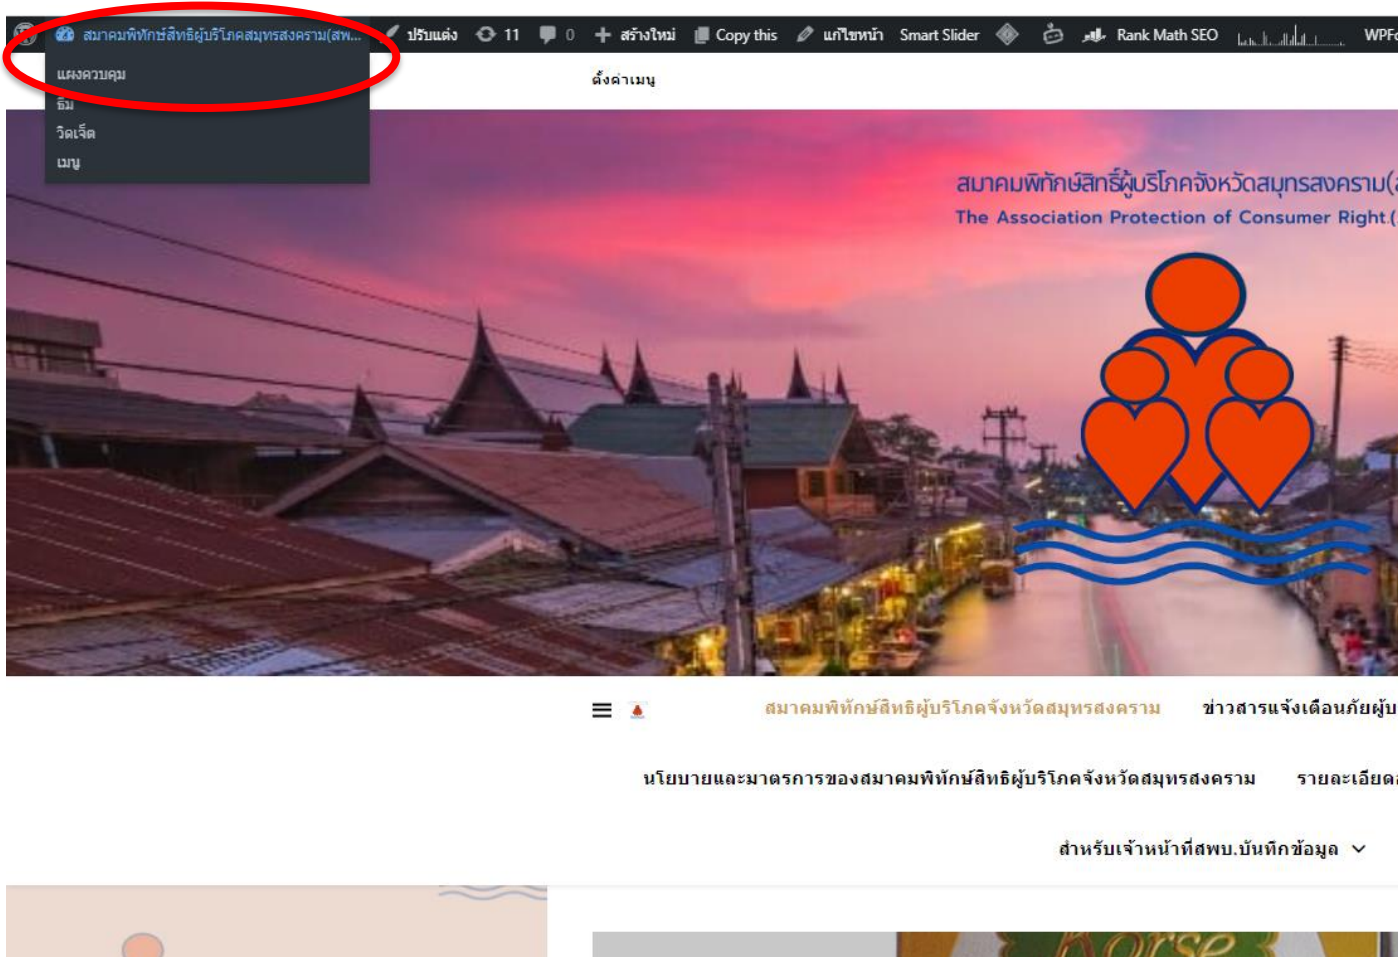 สมาคมพิทักษ์สิทธิผู้บริโภคสมุทรสงคราม(สพ... ปรับแต่ง 11 0 สร้างใหม่ Copy this แก้ไขหน้า Smart Slider Rank Math SEO
แผงควบคุม
ธีม
วิดเจ็ต
เมนู
ตั้งค่าเมนู
สมาคมพิทักษ์สิทธิ์ผู้บริโภคจังหวัดสมุทรสงคราม(
The Association Protection of Consumer Right.(
สมาคมพิทักษ์สิทธิผู้บริโภคจังหวัดสมุทรสงคราม ข่าวสารแจ้งเตือนภัยผู้บ
นโยบายและมาตรการของสมาคมพิทักษ์สิทธิผู้บริโภคจังหวัดสมุทรสงคราม รายละเอียด
สำหรับเจ้าหน้าที่สพบ.บันทึกข้อมูล
Korse